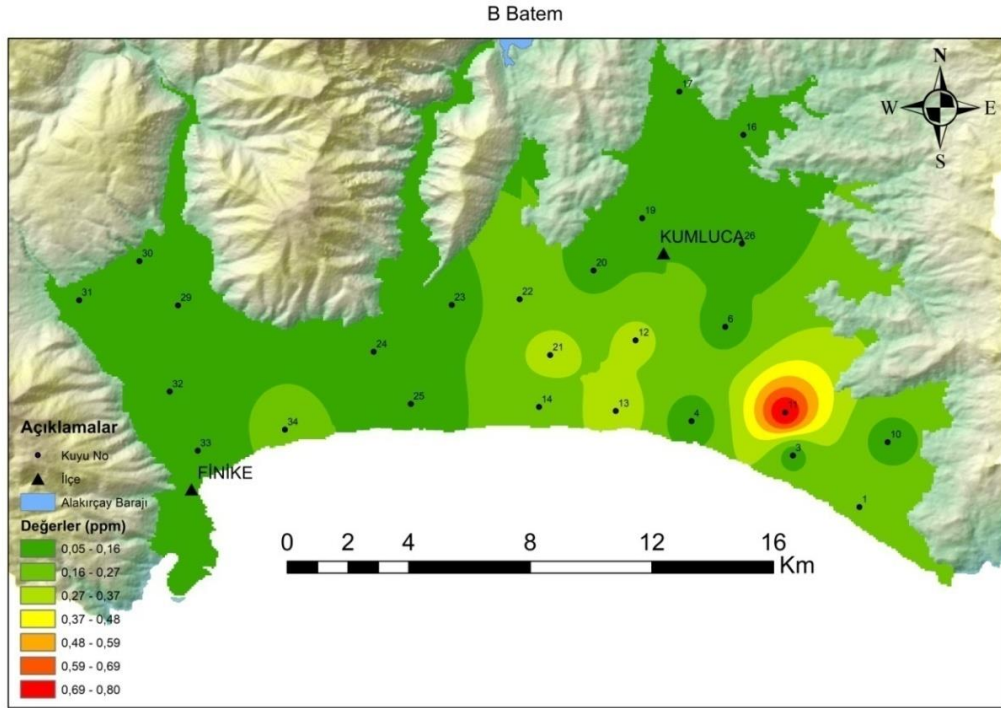 B Batem
N
W E
S
17
16
19
KUMLUCA 26
20
30
31
29
23
22
6
12
24
21
32
25
14
13
4
11
34
10
33
3
FİNİKE
1
Açıklamalar
Kuyu No
İlçe
Alakırçay Barajı
Değerler (ppm)
0,05 - 0,16
0,16 - 0,27
0,27 - 0,37
0,37 - 0,48
0,48 - 0,59
0,59 - 0,69
0,69 - 0,80
0 2 4 8 12 16
Km